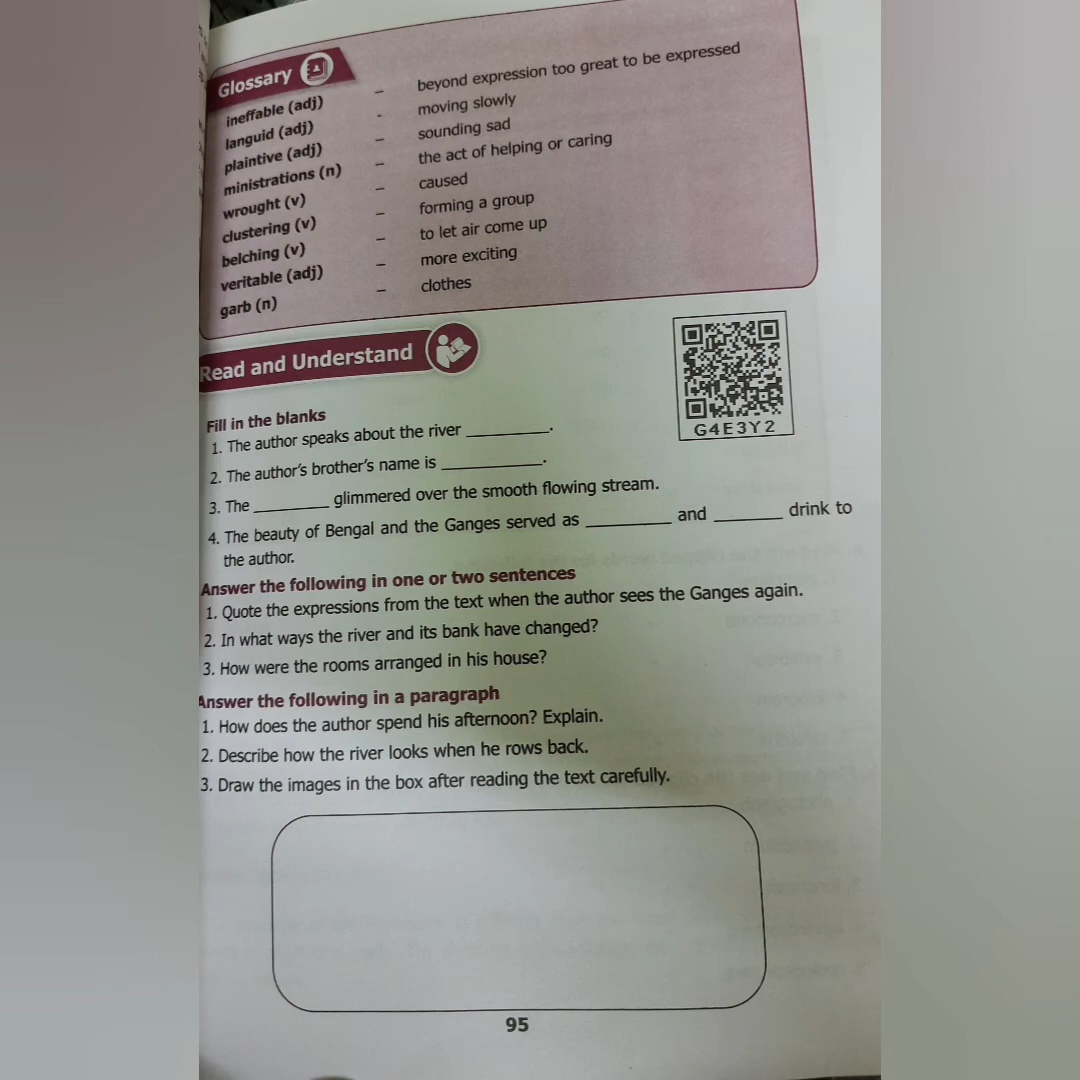 Glossary
ineffable (adj) – beyond expression too great to be expressed
languid (adj) - moving slowly
plaintive (adj) – sounding sad
ministrations (n) – the act of helping or caring
wrought (v) – caused
clustering (v) – forming a group
belching (v) – to let air come up
veritable (adj) – more exciting
garb (n) – clothes
Read and Understand
G4E3Y2
Fill in the blanks
1. The author speaks about the river __________.
2. The author's brother's name is ____________.
3. The _________ glimmered over the smooth flowing stream.
4. The beauty of Bengal and the Ganges served as __________ and ________ drink to
the author.
Answer the following in one or two sentences
1. Quote the expressions from the text when the author sees the Ganges again.
2. In what ways the river and its bank have changed?
3. How were the rooms arranged in his house?
Answer the following in a paragraph
1. How does the author spend his afternoon? Explain.
2. Describe how the river looks when he rows back.
3. Draw the images in the box after reading the text carefully.
95